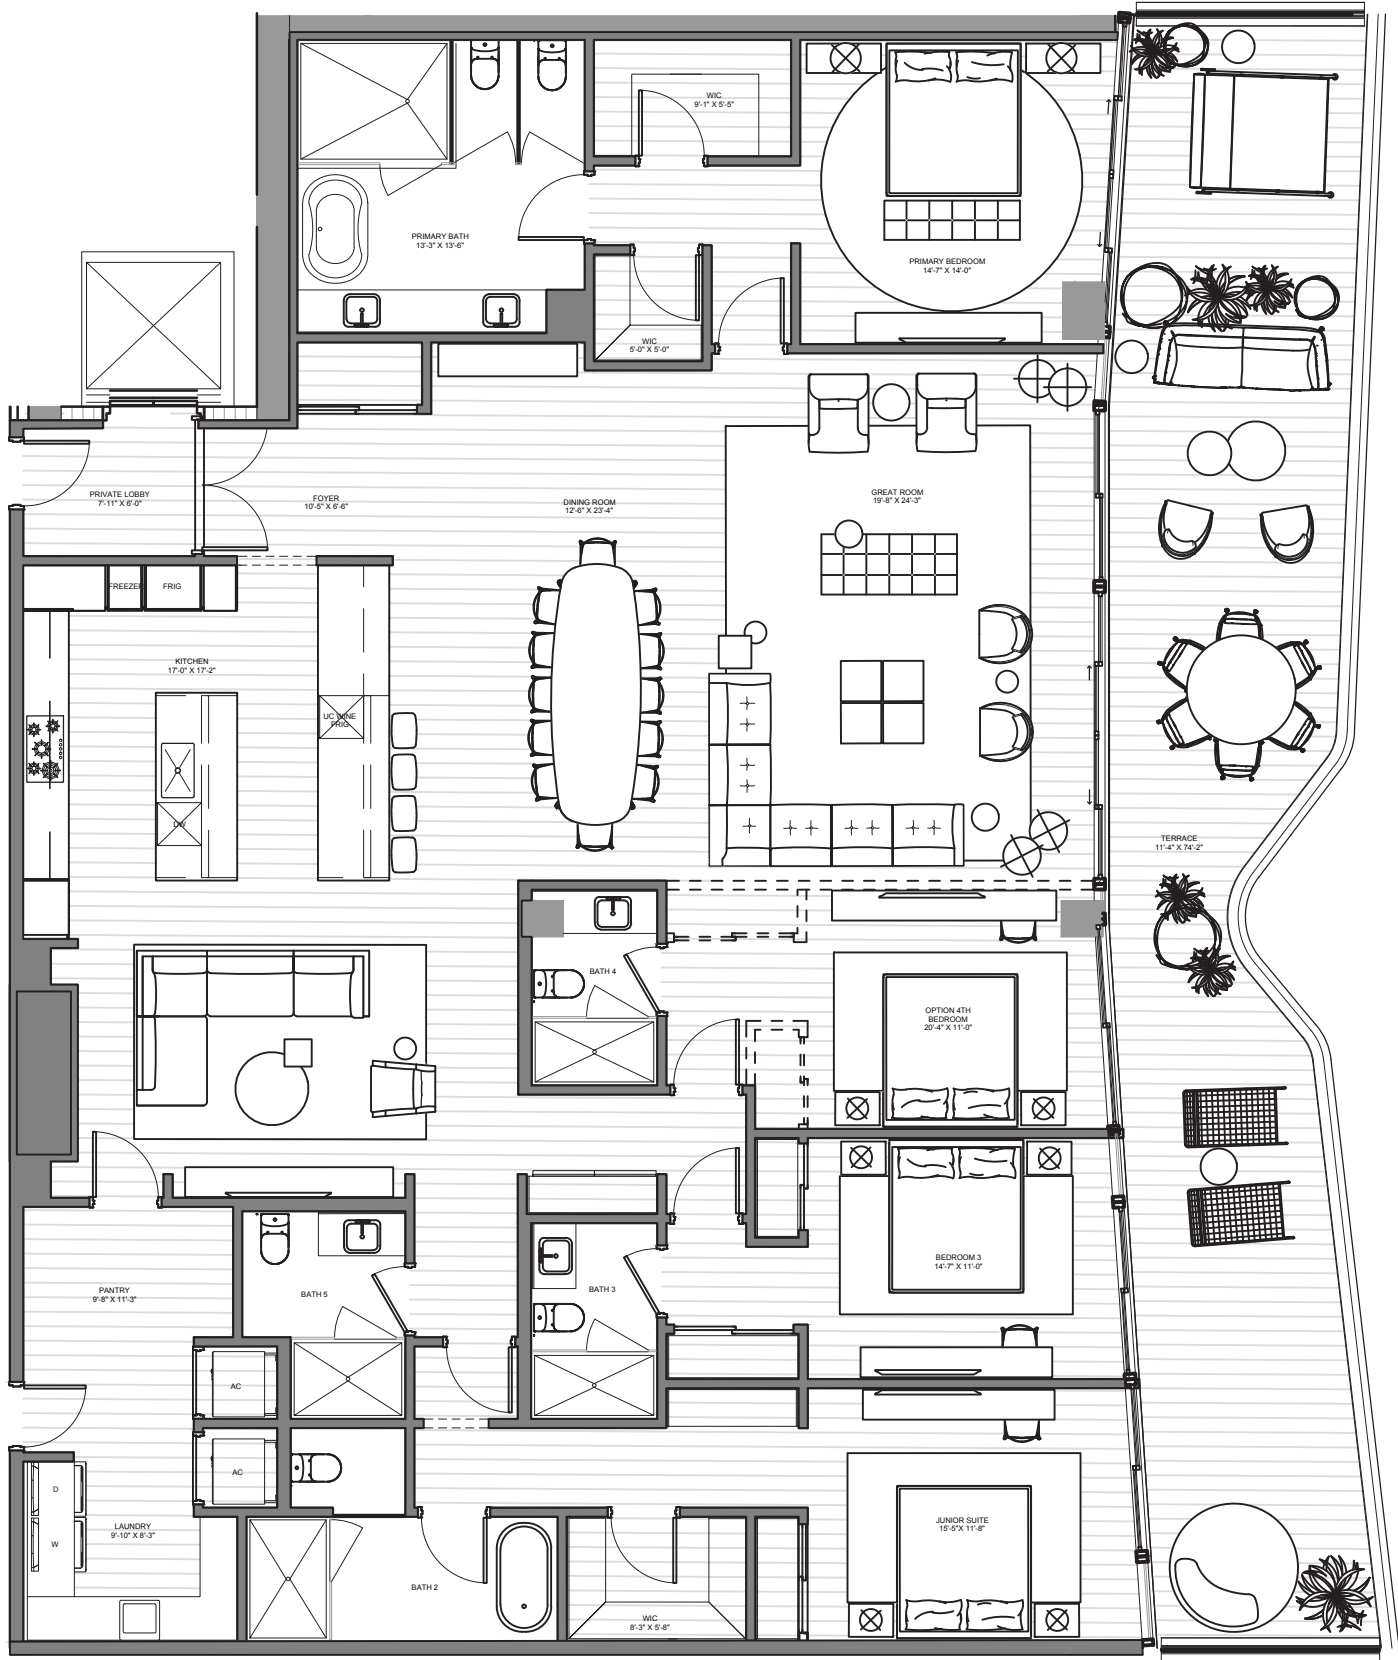 WIC
9'-1" X 5'-5"
PRIMARY BATH
13'-3" X 13'-6"
PRIMARY BEDROOM
14'-7" X 14'-0"
WIC
5'-0" X 5'-0"
PRIVATE LOBBY
7'-11" X 6'-0"
FOYER
10'-5" X 6'-6"
DINING ROOM
12'-6" X 23'-4"
GREAT ROOM
19'-8" X 24'-3"
FREEZER
FRIG
KITCHEN
17'-0" X 17'-2"
UC WINE
FRIG
DW
TERRACE
11'-4" X 74'-2"
BATH 4
OPTION 4TH
BEDROOM
20'-4" X 11'-0"
BEDROOM 3
14'-7" X 11'-0"
PANTRY
9'-8" X 11'-3"
BATH 5
BATH 3
AC
AC
D
W
LAUNDRY
9'-10" X 8'-3"
JUNIOR SUITE
15'-5"X 11'-8"
BATH 2
WIC
8'-3" X 5'-8"